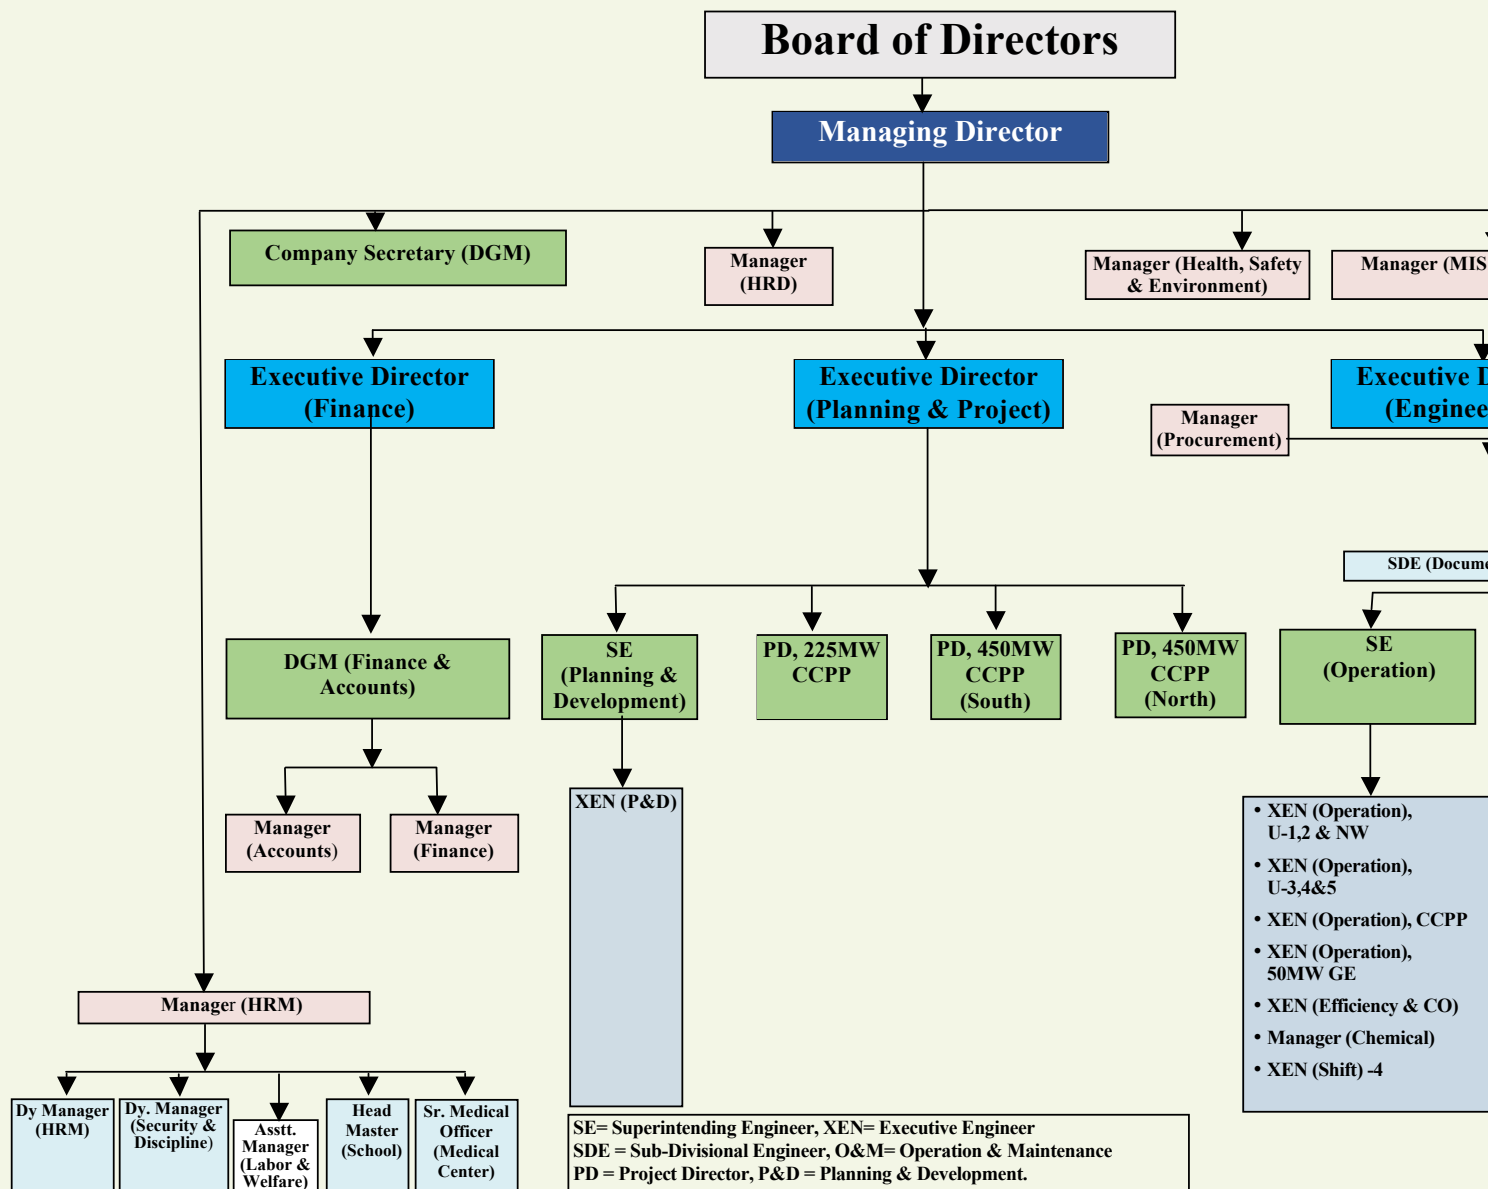 Board of Directors
Managing Director
Company Secretary (DGM)
Manager
(HRD)
Manager (Health, Safety
& Environment)
Manager (MIS
Executive Director
(Finance)
Executive Director
(Planning & Project)
Executive
(Enginee
Manager
(Procurement)
SDE (Docume
DGM (Finance &
Accounts)
SE
(Planning &
Development)
PD, 225MW
CCPP
PD, 450MW
CCPP
(South)
PD, 450MW
CCPP
(North)
SE
(Operation)
Manager
(Accounts)
Manager
(Finance)
XEN (P&D)
• XEN (Operation),
U-1,2 & NW
• XEN (Operation),
U-3,4&5
• XEN (Operation), CCPP
• XEN (Operation),
50MW GE
• XEN (Efficiency & CO)
• Manager (Chemical)
• XEN (Shift) -4
Manager (HRM)
Dy Manager
(HRM)
Dy. Manager
(Security &
Discipline)
Asstt.
Manager
(Labor &
Welfare)
Head
Master
(School)
Sr. Medical
Officer
(Medical
Center)
SE= Superintending Engineer, XEN= Executive Engineer
SDE = Sub-Divisional Engineer, O&M= Operation & Maintenance
PD = Project Director, P&D = Planning & Development.